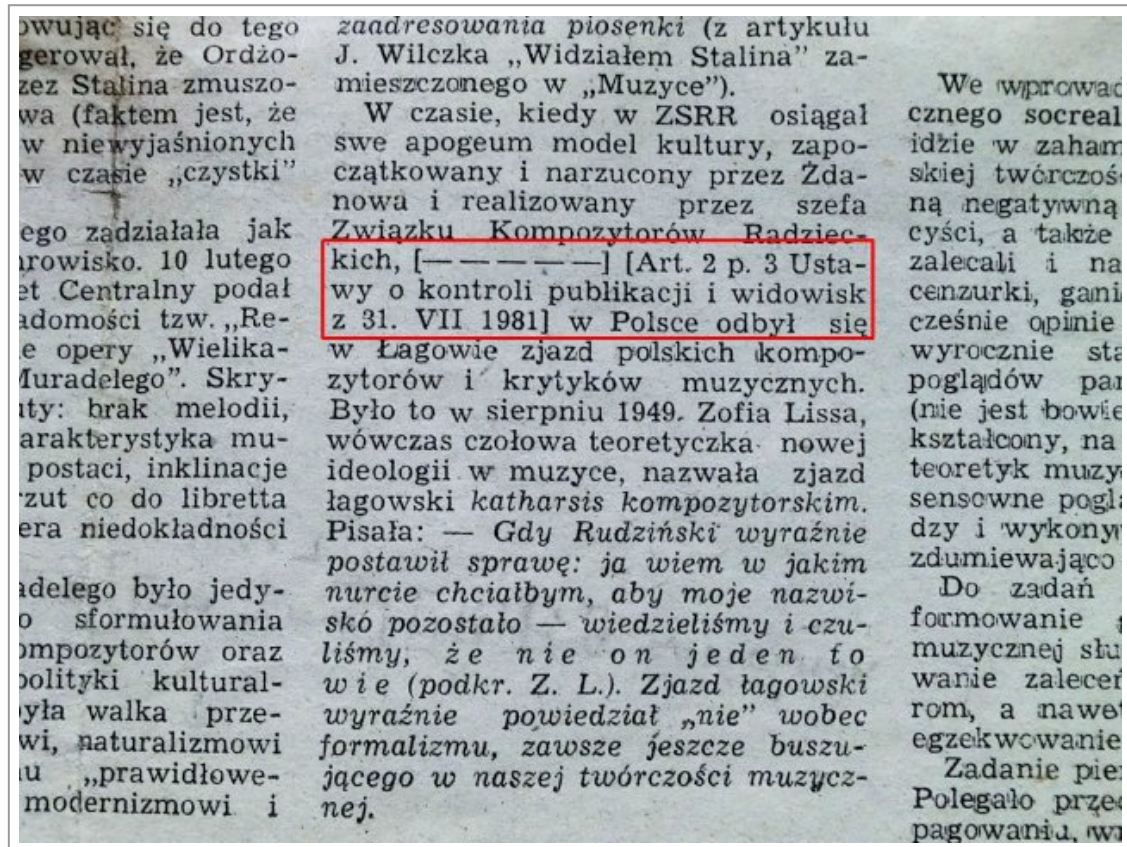 owując się do tego
gerował, że Ordżo-
zez Stalina zmuszo-
wa (faktem jest, że
w niewyjaśnionych
w czasie „czystki”
ego zadziałała jak
rowisko. 10 lutego
et Centralny podał
adomości tzw. „Re-
e opery „Wielika-
Muradelego”. Skry-
uty: brak melodii,
arakterystyka mu-
postaci, inklinacje
rzut co do libretta
era niedokładności
adelego było jedy-
o sformułowania
ompozytorów oraz
polityki kultural-
yła walka prze-
wi, naturalizmowi
u „prawidłowe-
modernizmowi i
zaadresowania piosenki (z artykułu
J. Wilczka „Widziałem Stalina” za-
mieszczonego w „Muzyce”).
W czasie, kiedy w ZSRR osiągał
swe apogeum model kultury, zapo-
czątkowany i narzucony przez Żda-
nowa i realizowany przez szefa
Związku Kompozytorów Radziec-
kich, [— — — — —] [Art. 2 p. 3 Usta-
wy o kontroli publikacji i widowisk
z 31. VII 1981] w Polsce odbył się
w Łagowie zjazd polskich kompo-
zytorów i krytyków muzycznych.
Było to w sierpniu 1949. Zofia Lissa,
wówczas czołowa teoretyczka nowej
ideologii w muzyce, nazwała zjazd
łagowski katharsis kompozytorskim.
Pisała: — Gdy Rudziński wyraźnie
postawił sprawę: ja wiem w jakim
nurcie chciałbym, aby moje nazwi-
skó pozostało — wiedzieliśmy i czu-
liśmy, że nie on jeden to
wie (podkr. Z. L.). Zjazd łagowski
wyraźnie powiedział „nie” wobec
formalizmu, zawsze jeszcze buszu-
jącego w naszej twórczości muzycz-
nej.
We wprowad
cznego socreal
idzie w zaham
skiej twórczoś
ną negatywną
cyści, a także
zalecali i na
cenzurki, gani
cześnie opinie
wyrocznie sta
poglądów par
(nie jest bowie
kształcony, na
teoretyk muzy
sensowne poglą
dzy i wykonyw
zdumiewająco
Do zadań
formowanie
muzycznej słu
wanie zaleceń
rom, a nawet
egzekwowanie
Zadanie pier
Polegało prze
pagowaniu, w